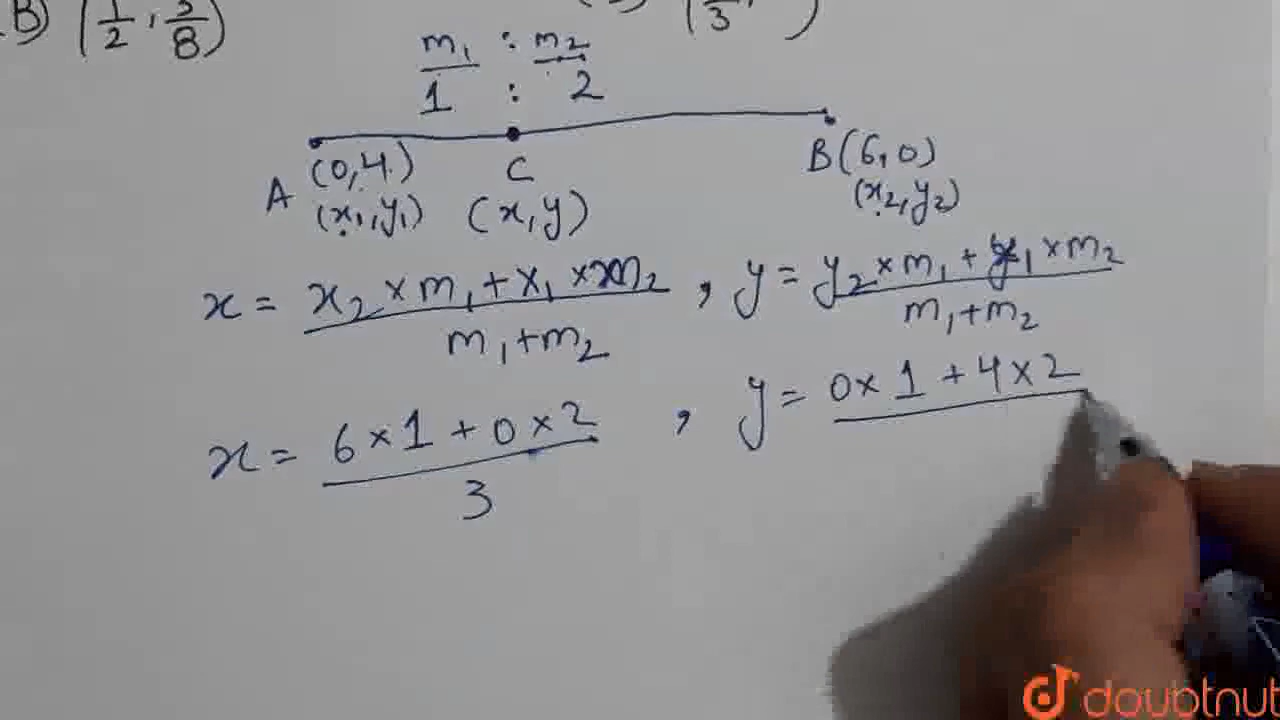 B) (1/2, 5/8)
m₁ : m₂
1 : 2
A (0,4) C B(6,0)
(x₁,y₁) (x,y) (x₂,y₂)
x = (x₂×m₁+x₁×m₂)/(m₁+m₂) , y = (y₂×m₁+y₁×m₂)/(m₁+m₂)
x = (6×1+0×2)/3 , y = 0×1+4×2
doubtnut